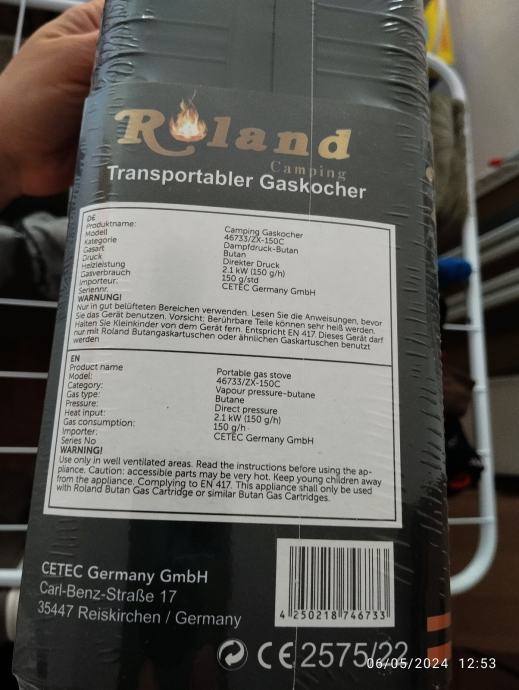 Roland
Camping
Transportabler Gaskocher
DE
Produktname: Camping Gaskocher
Modell 46733/ZX-150C
Kategorie Dampfdruck-Butan
Gasart Butan
Druck Direkter Druck
Heizleistung 2.1 kW (150 g/h)
Gasverbrauch 150 g/std
Importeur: CETEC Germany GmbH
Seriennr.
WARNUNG!
Nur in gut belüfteten Bereichen verwenden. Lesen Sie die Anweisungen, bevor
Sie das Gerät benutzen. Vorsicht: Berührbare Teile können sehr heiß werden.
Halten Sie Kleinkinder von dem Gerät fern. Entspricht EN 417. Dieses Gerät darf
nur mit Roland Butangaskartuschen oder ähnlichen Gaskartuschen benutzt
werden
EN
Product name Portable gas stove
Model: 46733/ZX-150C
Category: Vapour pressure-butane
Gas type: Butane
Pressure: Direct pressure
Heat input: 2.1 kW (150 g/h)
Gas consumption: 150 g/h
Importer: CETEC Germany GmbH
Series No
WARNING!
Use only in well ventilated areas. Read the instructions before using the ap-
pliance. Caution: accessible parts may be very hot. Keep young children away
from the appliance. Complying to EN 417. This appliance shall only be used
with Roland Butan Gas Cartridge or similar Butan Gas Cartridges.
CETEC Germany GmbH
Carl-Benz-Straße 17
35447 Reiskirchen / Germany
4 250218 746733
CE 2575/22
06/05/2024 12:53